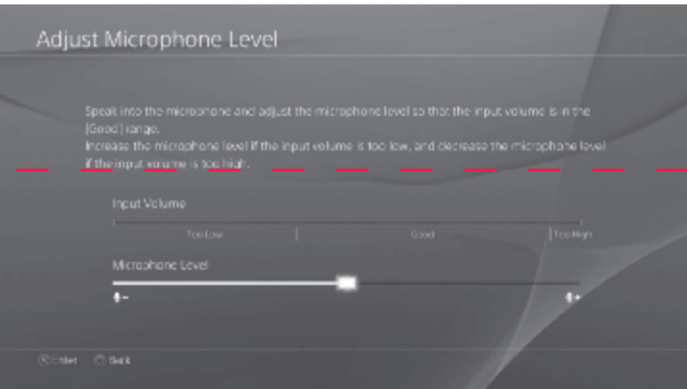 Adjust Microphone Level
Speak into the microphone and adjust the microphone level so that the input volume is in the
[Good] range.
Increase the microphone level if the input volume is too low, and decrease the microphone level
if the input volume is too high.
Input Volume
Too Low | Good | Too High
Microphone Level
- +
Enter Back